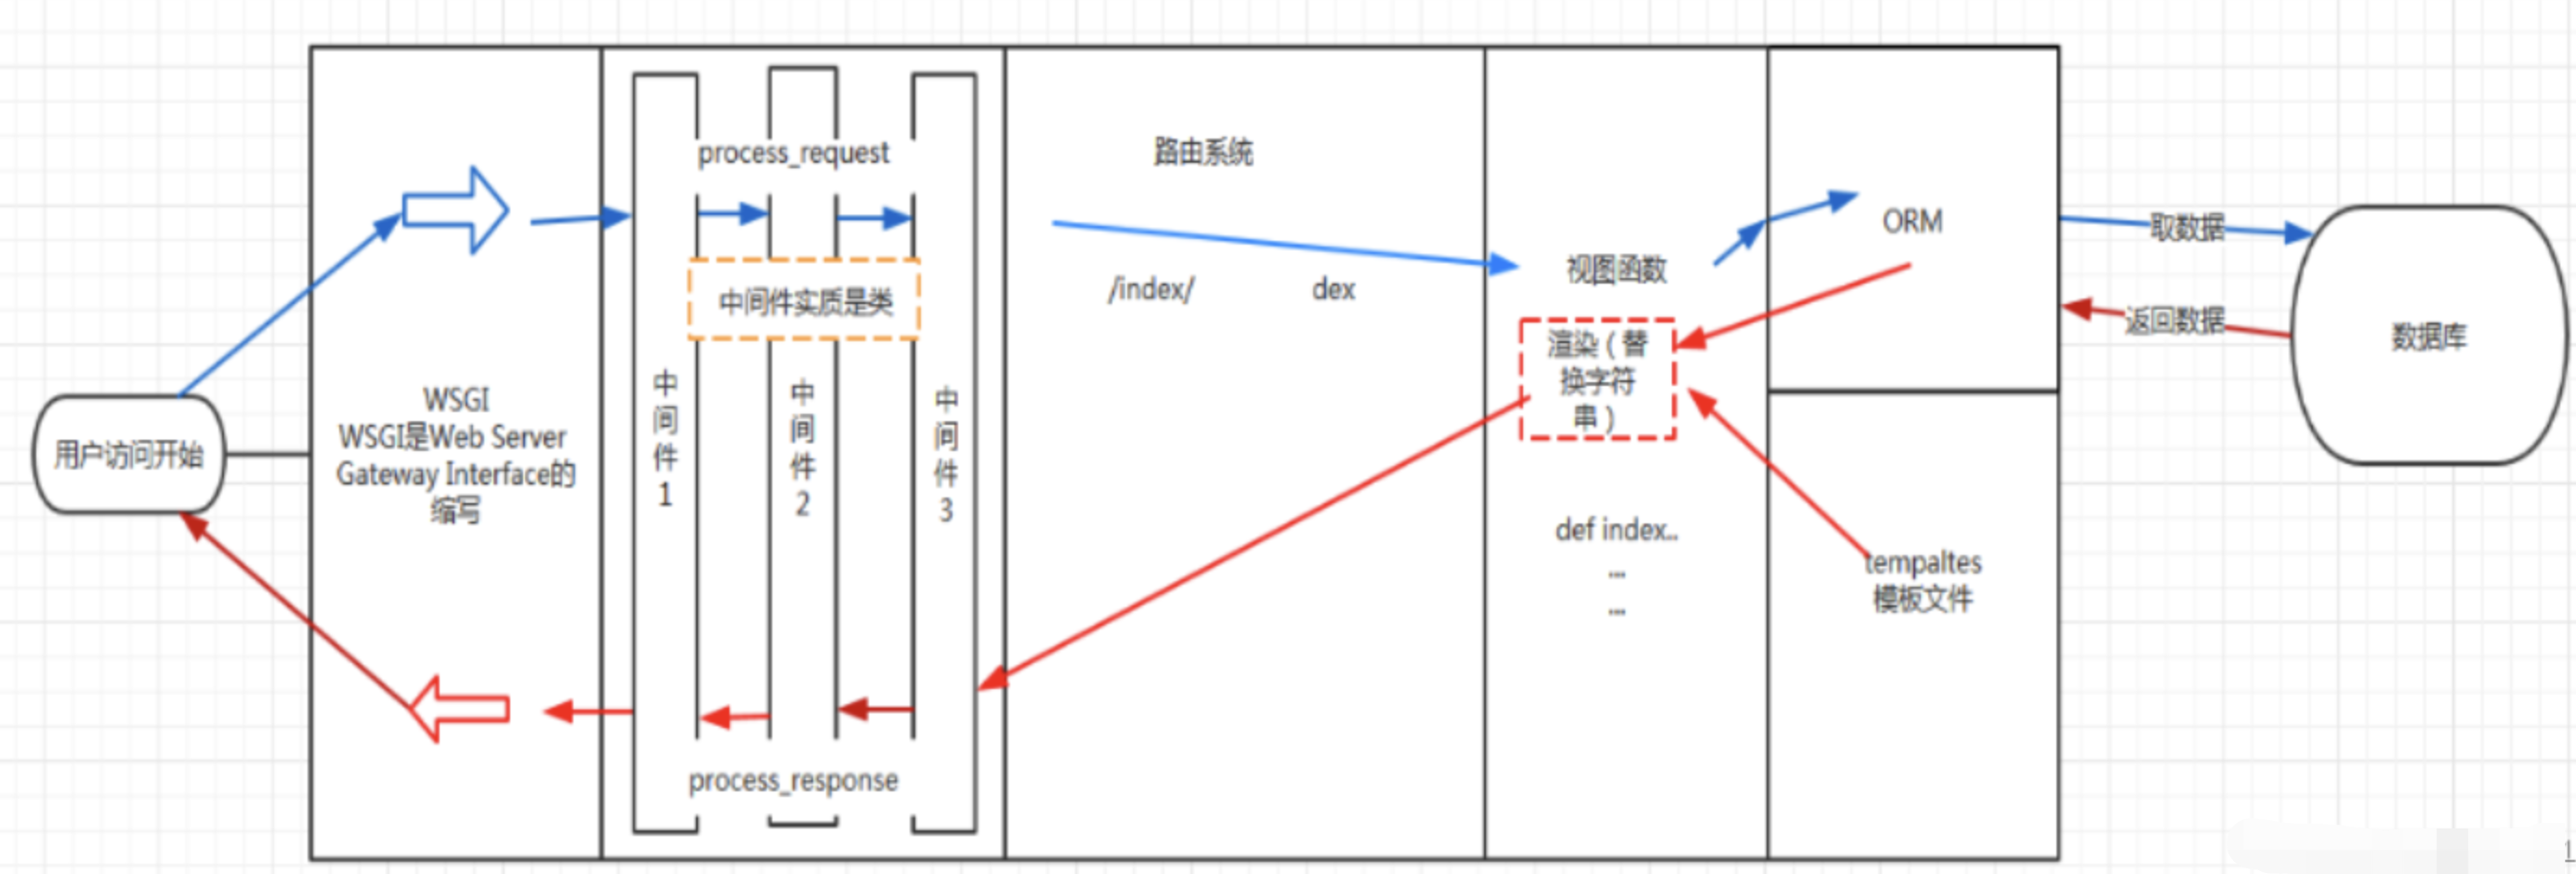 用户访问开始
WSGI
WSGI是Web Server
Gateway Interface的
缩写
process_request
中间件实质是类
中间件1
中间件2
中间件3
process_response
路由系统
/index/
dex
视图函数
渲染（替
换字符
串）
def index..
...
...
ORM
tempaltes
模板文件
取数据
返回数据
数据库
1